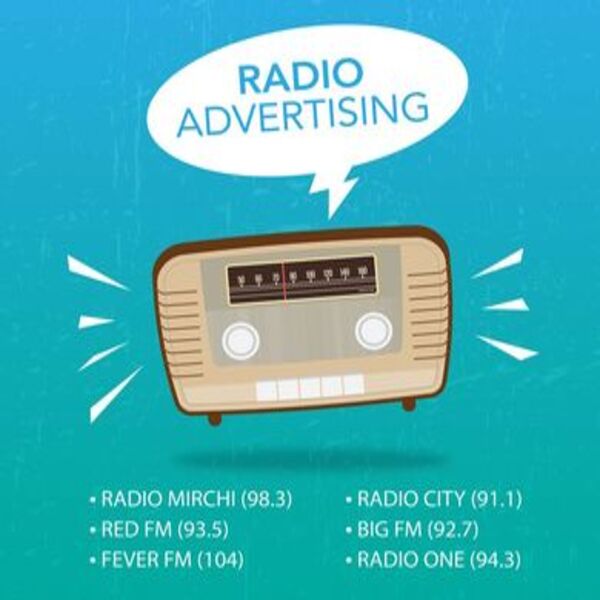 RADIO
ADVERTISING
• RADIO MIRCHI (98.3)
• RED FM (93.5)
• FEVER FM (104)
• RADIO CITY (91.1)
• BIG FM (92.7)
• RADIO ONE (94.3)